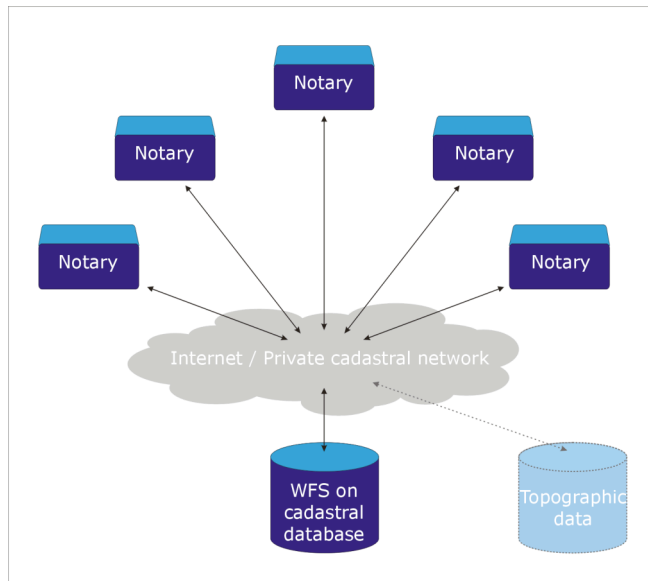 Notary
Notary
Notary
Notary
Notary
Internet / Private cadastral network
WFS on
cadastral
database
Topographic
data